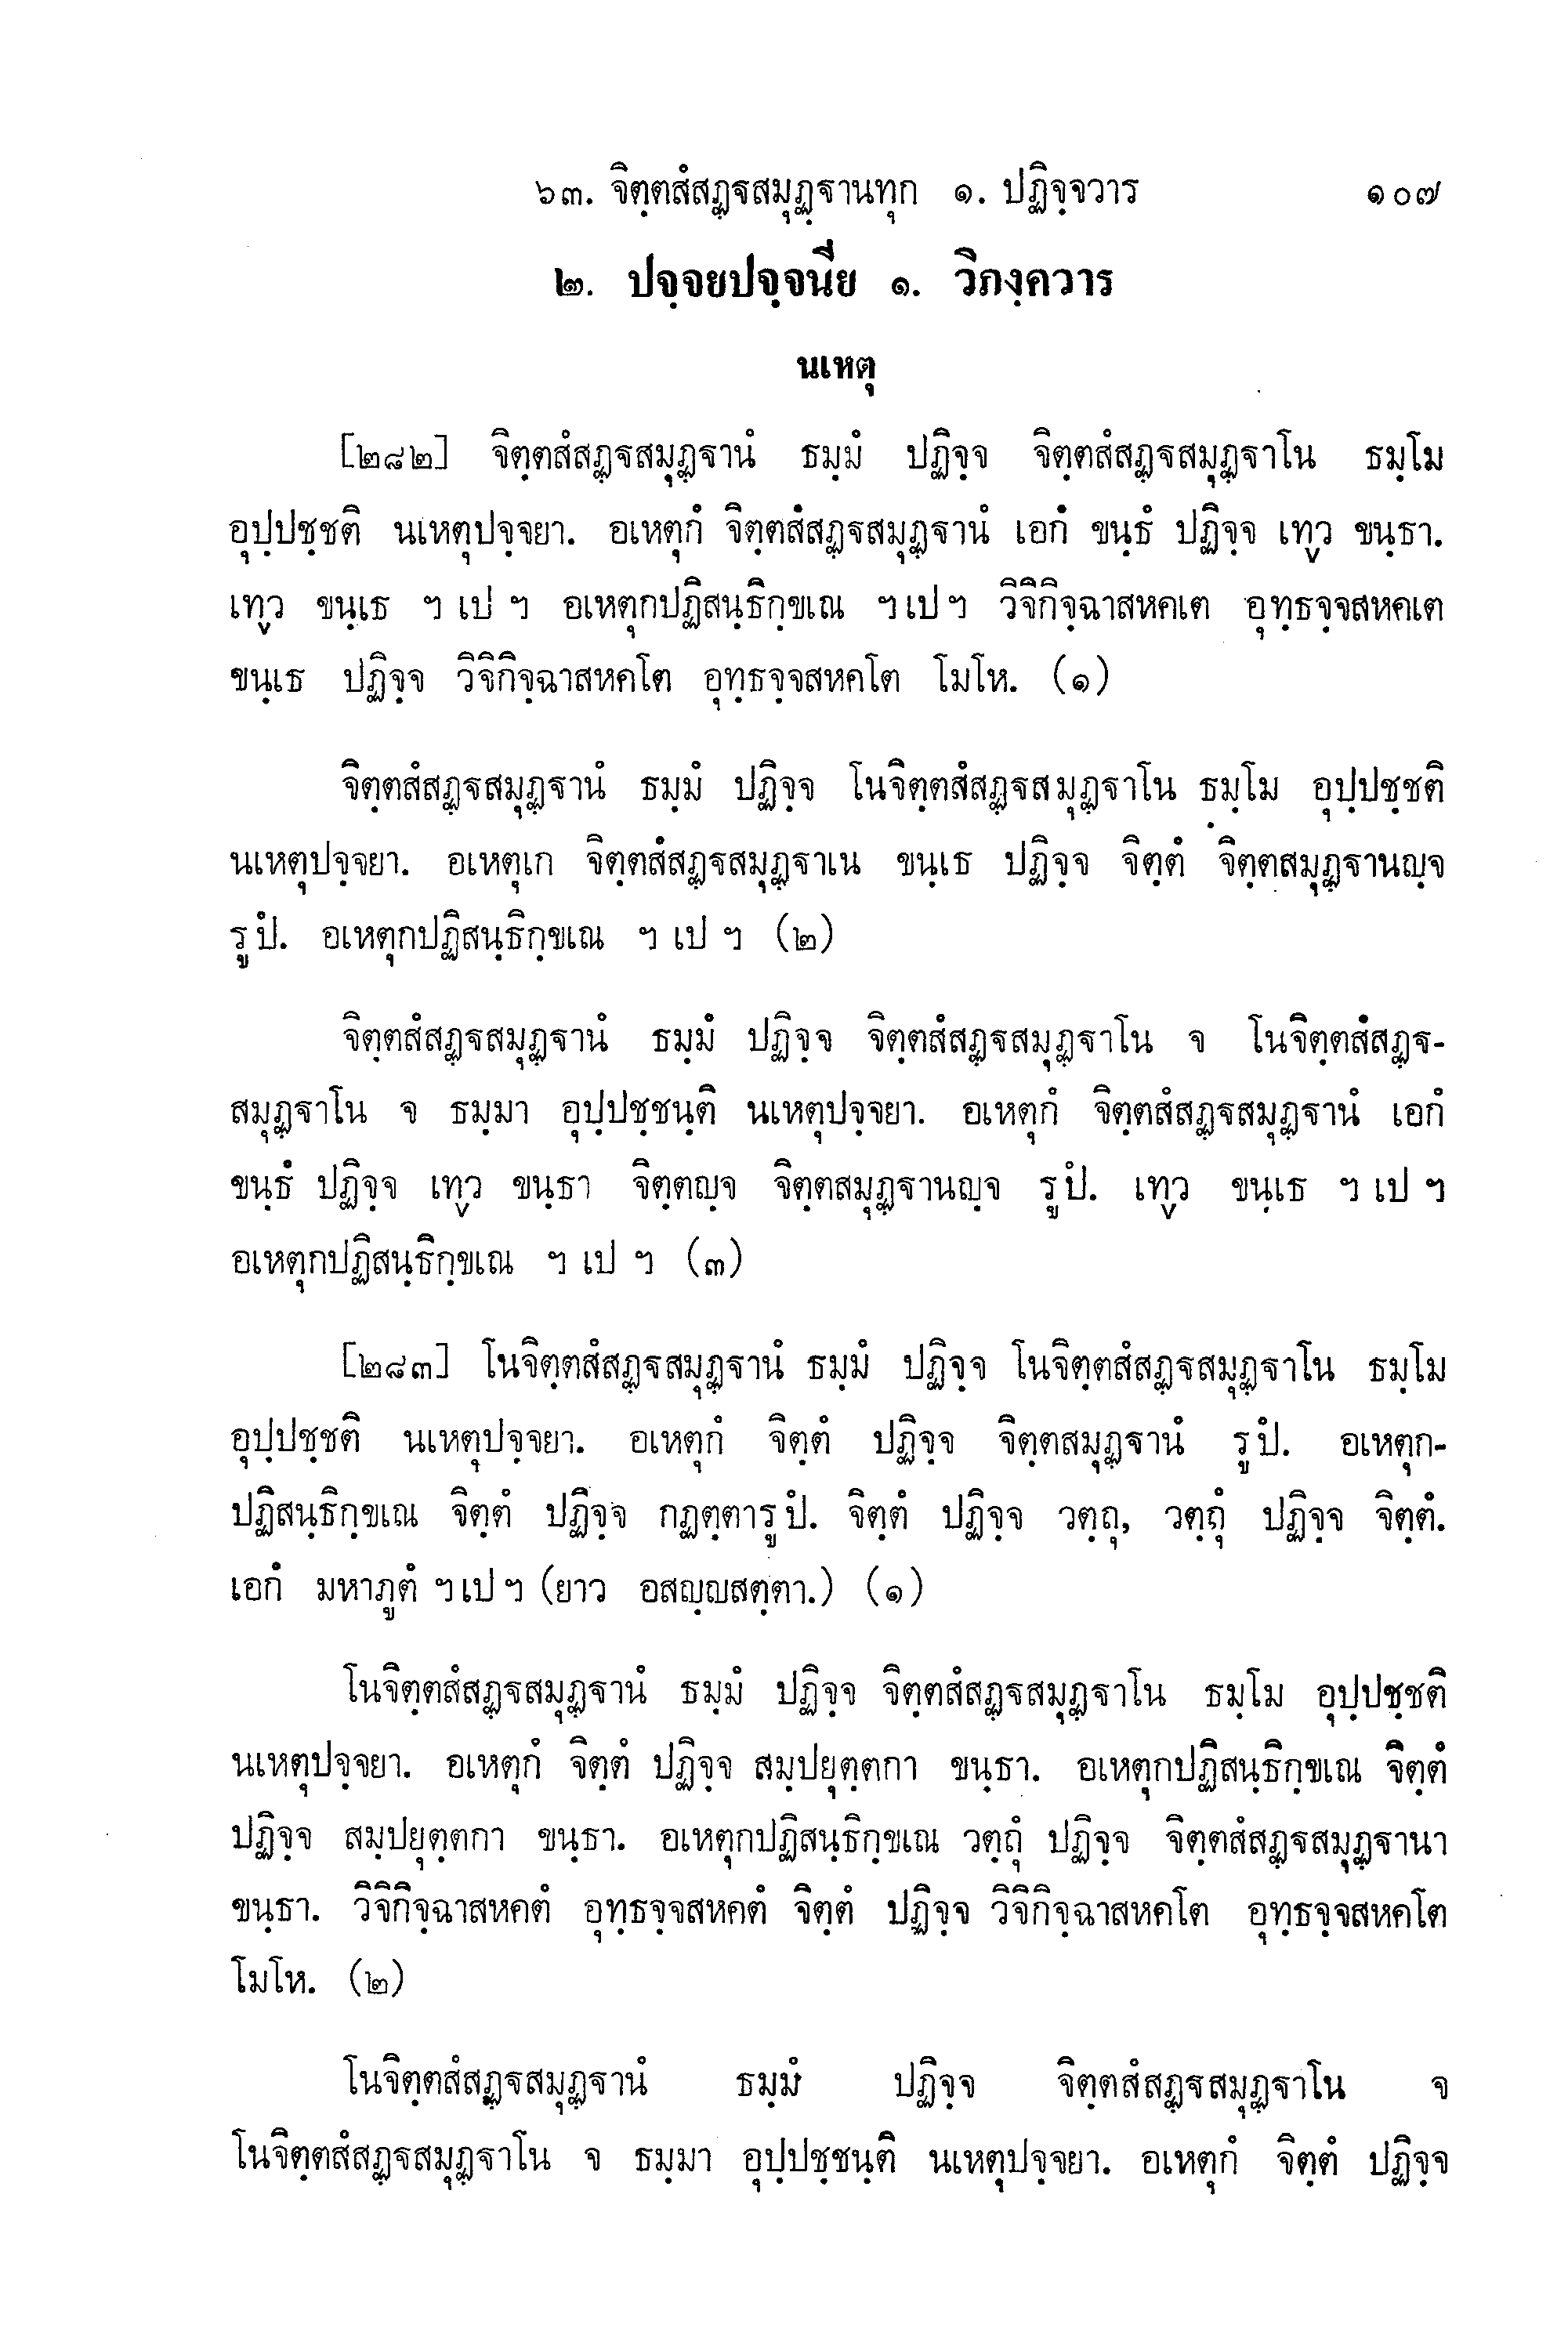 ๖๓. จิตฺตสํสฏฺฐสมุฏฺฐานทุก ๑. ปฏิจฺจวาร ๑๐๗
๒. ปจฺจยปจฺจนีย ๑. วิภงฺควาร
นเหตุ
[๒๘๒] จิตฺตสํสฏฺฐสมุฏฺฐานํ ธมฺมํ ปฏิจฺจ จิตฺตสํสฏฺฐสมุฏฺฐาโน ธมฺโม
อุปฺปชฺชติ นเหตุปจฺจยา. อเหตุกํ จิตฺตสํสฏฺฐสมุฏฺฐานํ เอกํ ขนฺธํ ปฏิจฺจ เทฺว ขนฺธา.
เทฺว ขนฺเธ ฯ เป ฯ อเหตุกปฏิสนฺธิกฺขเณ ฯ เป ฯ วิจิกิจฺฉาสหคเต อุทฺธจฺจสหคเต
ขนฺเธ ปฏิจฺจ วิจิกิจฺฉาสหคโต อุทฺธจฺจสหคโต โมโห. (๑)
จิตฺตสํสฏฺฐสมุฏฺฐานํ ธมฺมํ ปฏิจฺจ โนจิตฺตสํสฏฺฐสมุฏฺฐาโน ธมฺโม อุปฺปชฺชติ
นเหตุปจฺจยา. อเหตุเก จิตฺตสํสฏฺฐสมุฏฺฐาเน ขนฺเธ ปฏิจฺจ จิตฺตํ จิตฺตสมุฏฺฐานญฺจ
รูปํ. อเหตุกปฏิสนฺธิกฺขเณ ฯ เป ฯ (๒)
จิตฺตสํสฏฺฐสมุฏฺฐานํ ธมฺมํ ปฏิจฺจ จิตฺตสํสฏฺฐสมุฏฺฐาโน จ โนจิตฺตสํสฏฺฐ-
สมุฏฺฐาโน จ ธมฺมา อุปฺปชฺชนฺติ นเหตุปจฺจยา. อเหตุกํ จิตฺตสํสฏฺฐสมุฏฺฐานํ เอกํ
ขนฺธํ ปฏิจฺจ เทฺว ขนฺธา จิตฺตญฺจ จิตฺตสมุฏฺฐานญฺจ รูปํ. เทฺว ขนฺเธ ฯ เป ฯ
อเหตุกปฏิสนฺธิกฺขเณ ฯ เป ฯ (๓)
[๒๘๓] โนจิตฺตสํสฏฺฐสมุฏฺฐานํ ธมฺมํ ปฏิจฺจ โนจิตฺตสํสฏฺฐสมุฏฺฐาโน ธมฺโม
อุปฺปชฺชติ นเหตุปจฺจยา. อเหตุกํ จิตฺตํ ปฏิจฺจ จิตฺตสมุฏฺฐานํ รูปํ. อเหตุก-
ปฏิสนฺธิกฺขเณ จิตฺตํ ปฏิจฺจ กฏตฺตารูปํ. จิตฺตํ ปฏิจฺจ วตฺถุ, วตฺถุํ ปฏิจฺจ จิตฺตํ.
เอกํ มหาภูตํ ฯ เป ฯ (ยาว อสญฺญสตฺตา.) (๑)
โนจิตฺตสํสฏฺฐสมุฏฺฐานํ ธมฺมํ ปฏิจฺจ จิตฺตสํสฏฺฐสมุฏฺฐาโน ธมฺโม อุปฺปชฺชติ
นเหตุปจฺจยา. อเหตุกํ จิตฺตํ ปฏิจฺจ สมฺปยุตฺตกา ขนฺธา. อเหตุกปฏิสนฺธิกฺขเณ จิตฺตํ
ปฏิจฺจ สมฺปยุตฺตกา ขนฺธา. อเหตุกปฏิสนฺธิกฺขเณ วตฺถุํ ปฏิจฺจ จิตฺตสํสฏฺฐสมุฏฺฐานา
ขนฺธา. วิจิกิจฺฉาสหคตํ อุทฺธจฺจสหคตํ จิตฺตํ ปฏิจฺจ วิจิกิจฺฉาสหคโต อุทฺธจฺจสหคโต
โมโห. (๒)
โนจิตฺตสํสฏฺฐสมุฏฺฐานํ ธมฺมํ ปฏิจฺจ จิตฺตสํสฏฺฐสมุฏฺฐาโน จ
โนจิตฺตสํสฏฺฐสมุฏฺฐาโน จ ธมฺมา อุปฺปชฺชนฺติ นเหตุปจฺจยา. อเหตุกํ จิตฺตํ ปฏิจฺจ